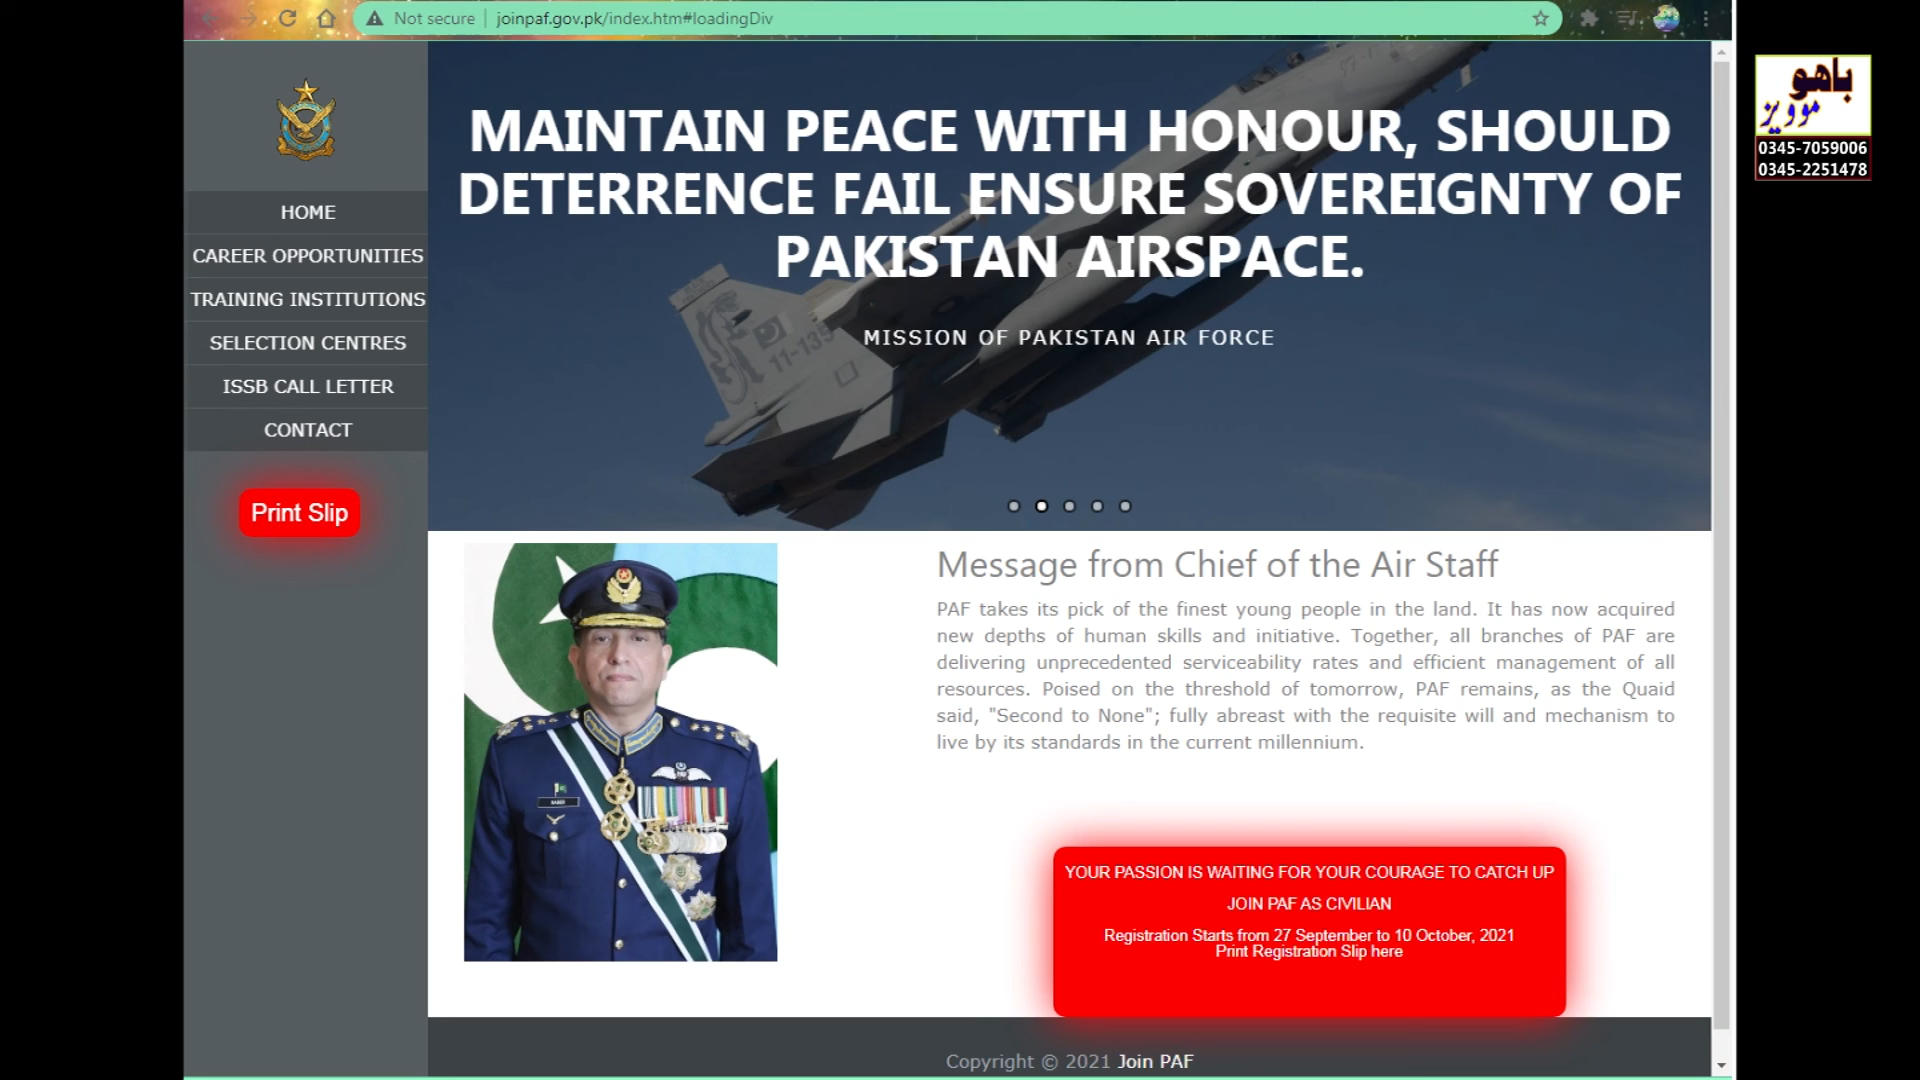 Not secure
joinpaf.gov.pk/index.htm#loadingDiv
باھو
موویز
0345-7059006
0345-2251478
HOME
CAREER OPPORTUNITIES
TRAINING INSTITUTIONS
SELECTION CENTRES
ISSB CALL LETTER
CONTACT
Print Slip
MAINTAIN PEACE WITH HONOUR, SHOULD
DETERRENCE FAIL ENSURE SOVEREIGNTY OF
PAKISTAN AIRSPACE.
MISSION OF PAKISTAN AIR FORCE
11-135
Message from Chief of the Air Staff
PAF takes its pick of the finest young people in the land. It has now acquired
new depths of human skills and initiative. Together, all branches of PAF are
delivering unprecedented serviceability rates and efficient management of all
resources. Poised on the threshold of tomorrow, PAF remains, as the Quaid
said, "Second to None"; fully abreast with the requisite will and mechanism to
live by its standards in the current millennium.
YOUR PASSION IS WAITING FOR YOUR COURAGE TO CATCH UP
JOIN PAF AS CIVILIAN
Registration Starts from 27 September to 10 October, 2021
Print Registration Slip here
Copyright © 2021 Join PAF